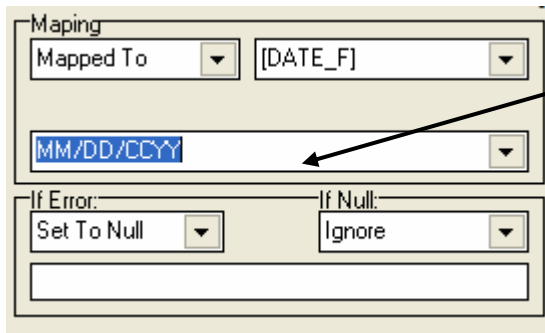 Maping
Mapped To [DATE_F]
MM/DD/CCYY
If Error: If Null:
Set To Null Ignore